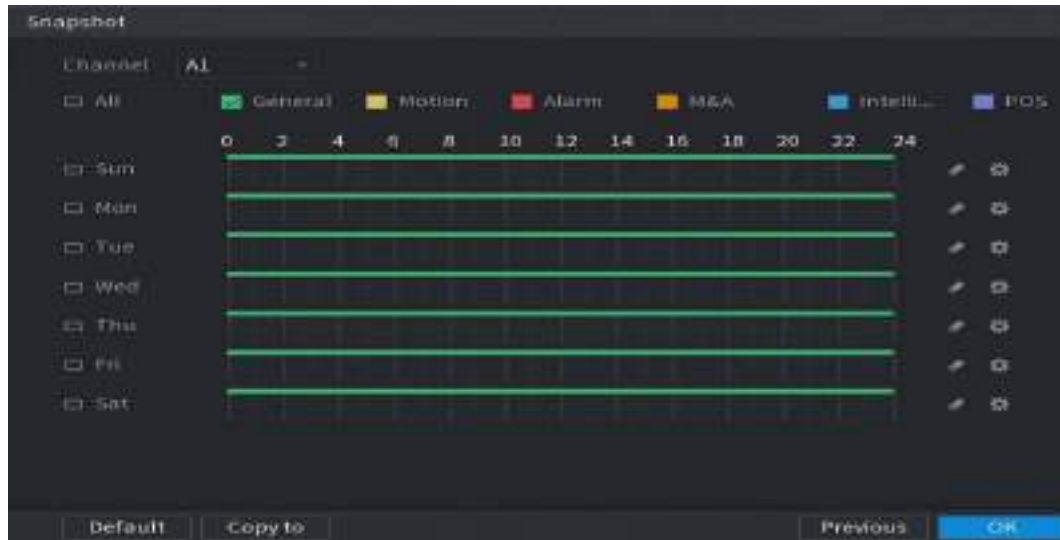 Snapshot
Channel A1
All General Motion Alarm M&A Intelli... POS
0 2 4 6 8 10 12 14 16 18 20 22 24
Sun
Mon
Tue
Wed
Thu
Fri
Sat
Default Copy to Previous OK